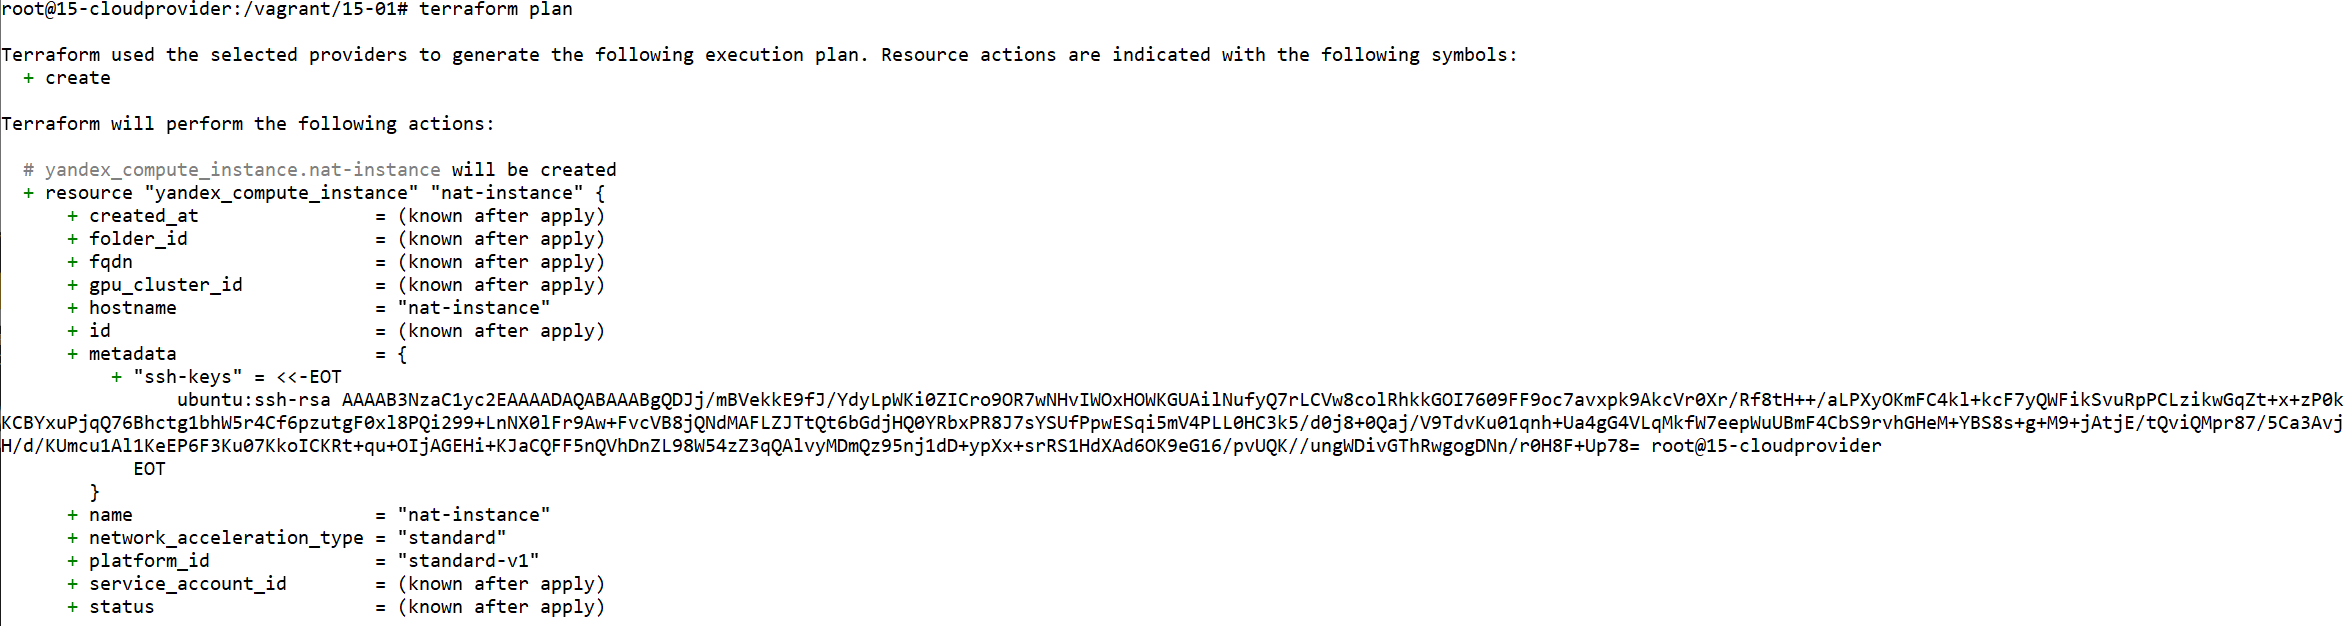 root@15-cloudprovider:/vagrant/15-01# terraform plan
Terraform used the selected providers to generate the following execution plan. Resource actions are indicated with the following symbols:
  + create
Terraform will perform the following actions:
  # yandex_compute_instance.nat-instance will be created
  + resource "yandex_compute_instance" "nat-instance" {
      + created_at                = (known after apply)
      + folder_id                 = (known after apply)
      + fqdn                      = (known after apply)
      + gpu_cluster_id            = (known after apply)
      + hostname                  = "nat-instance"
      + id                        = (known after apply)
      + metadata                  = {
          + "ssh-keys" = <<-EOT
                ubuntu:ssh-rsa AAAAB3NzaC1yc2EAAAADAQABAAABgQDJj/mBVekkE9fJ/YdyLpWKi0ZICro9OR7wNHvIWOxHOWKGUAilNufyQ7rLCVw8colRhkkGOI7609FF9oc7avxpk9AkcVr0Xr/Rf8tH++/aLPXyOKmFC4kl+kcF7yQWFikSvuRpPCLzikwGqZt+x+zP0k
KCBYxuPjqQ76Bhctg1bhW5r4Cf6pzutgF0xl8PQi299+LnNX0lFr9Aw+FvcVB8jQNdMAFLZJTtQt6bGdjHQ0YRbxPR8J7sYSUfPpwESqi5mV4PLL0HC3k5/d0j8+0Qaj/V9TdvKu01qnh+Ua4gG4VLqMkfW7eepWuUBmF4CbS9rvhGHeM+YBS8s+g+M9+jAtjE/tQviQMpr87/5Ca3Avj
H/d/KUmcu1Al1KeEP6F3Ku07KkoICKRt+qu+OIjAGEHi+KJaCQFF5nQVhDnZL98W54zZ3qQAlvyMDmQz95nj1dD+ypXx+srRS1HdXAd6OK9eG16/pvUQK//ungWDivGThRwgogDNn/r0H8F+Up78= root@15-cloudprovider
            EOT
        }
      + name                      = "nat-instance"
      + network_acceleration_type = "standard"
      + platform_id               = "standard-v1"
      + service_account_id        = (known after apply)
      + status                    = (known after apply)